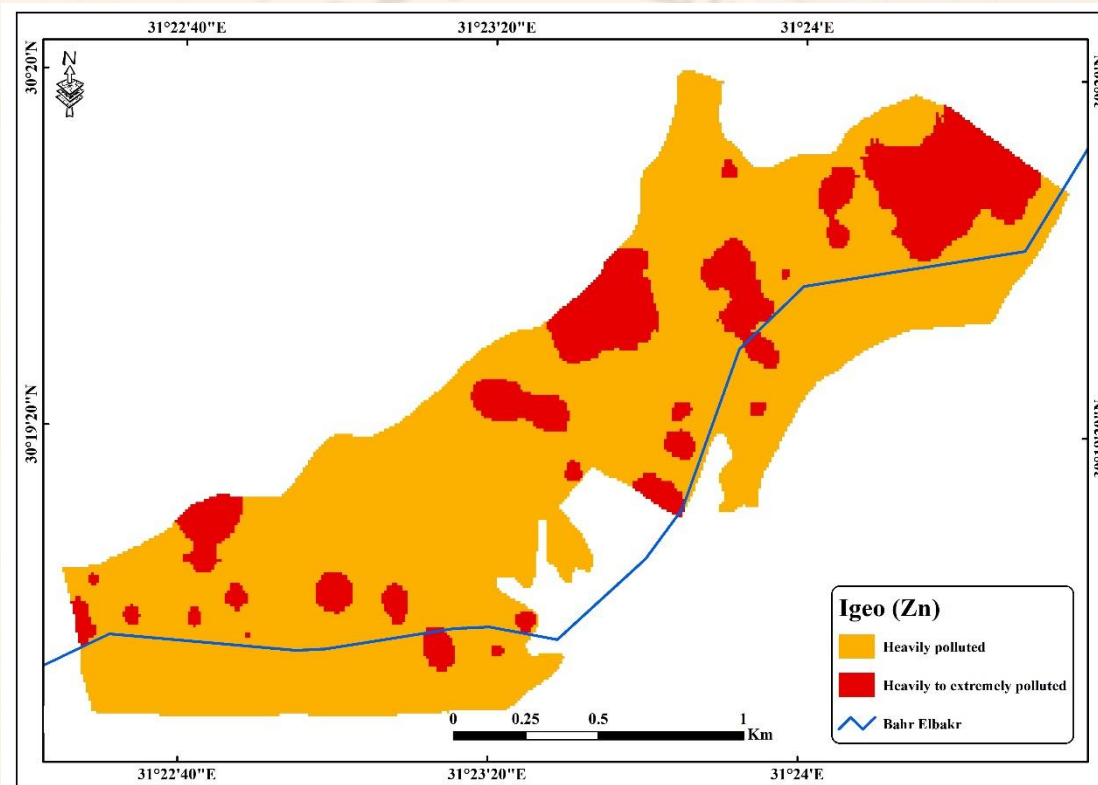 31°22'40"E 31°23'20"E 31°24'E
N
30°20'N
30°19'20"N
Igeo (Zn)
Heavily polluted
Heavily to extremely polluted
Bahr Elbakr
0 0.25 0.5 1
Km
31°22'40"E 31°23'20"E 31°24'E